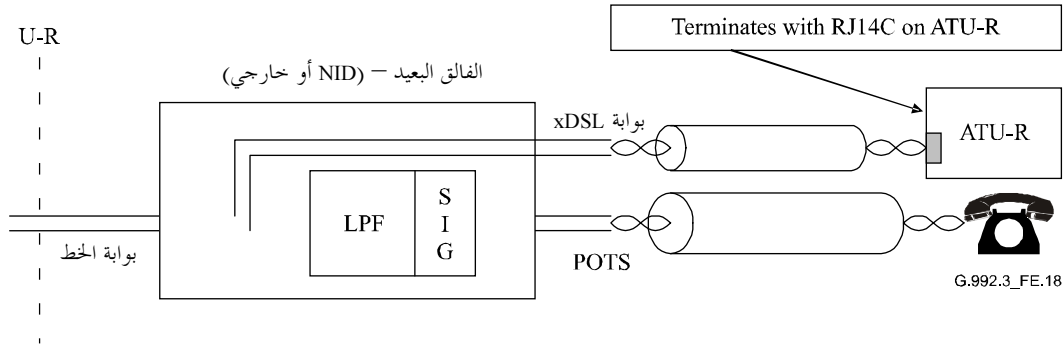 Terminates with RJ14C on ATU-R
U-R
الفالق البعيد – (NID أو خارجي)
بوابة xDSL
ATU-R
LPF
S
I
G
بوابة الخط
POTS
G.992.3_FE.18